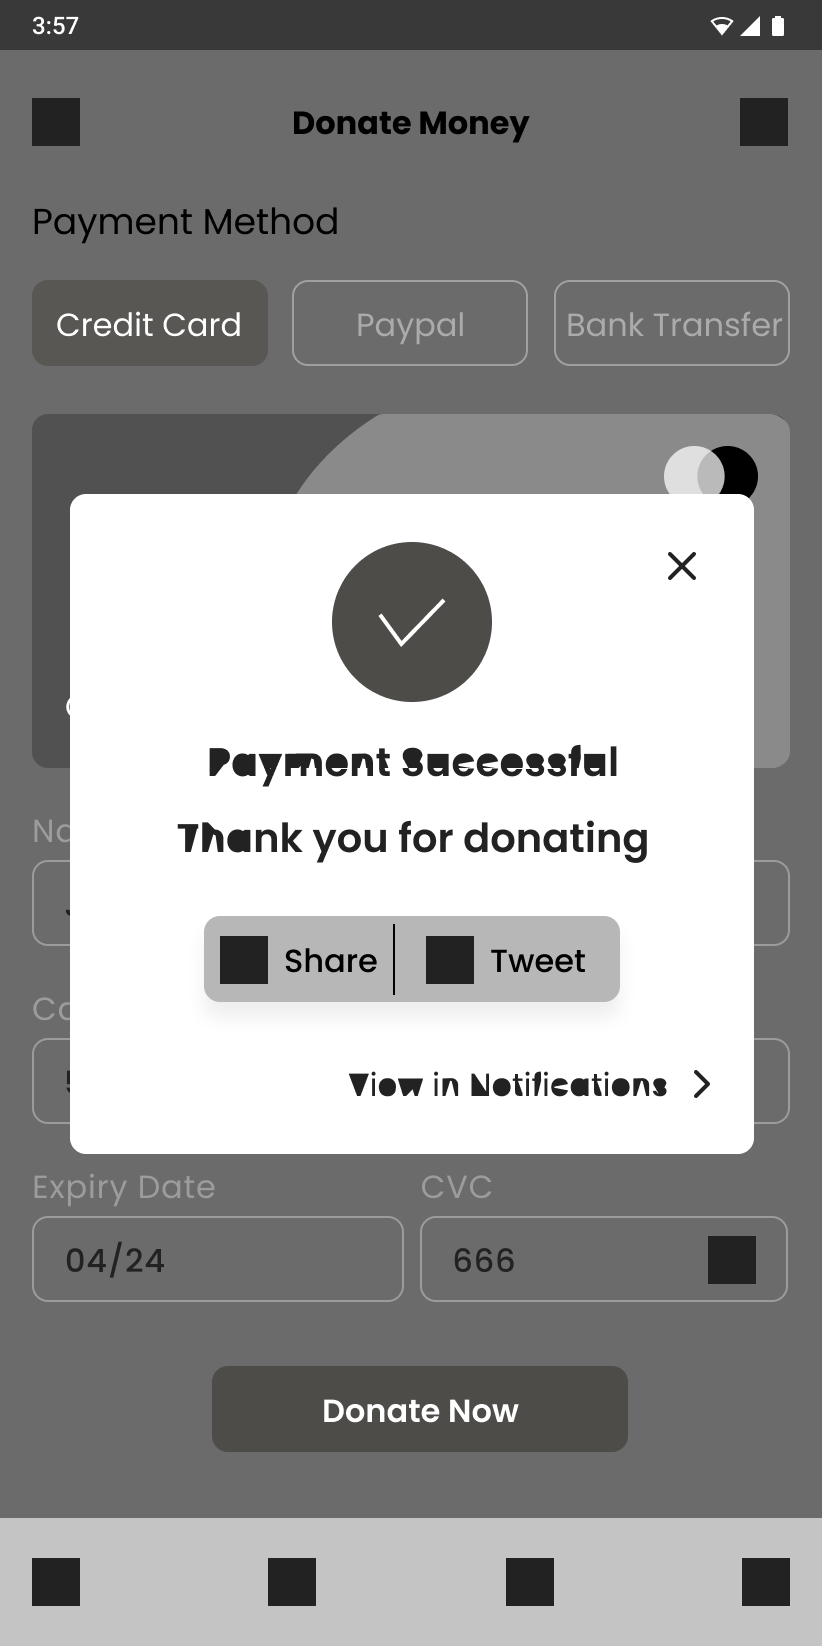 3:57
Donate Money
Payment Method
Credit Card
Paypal
Bank Transfer
Payment Successful
Thank you for donating
Share
Tweet
View in Notifications
Expiry Date
CVC
04/24
666
Donate Now